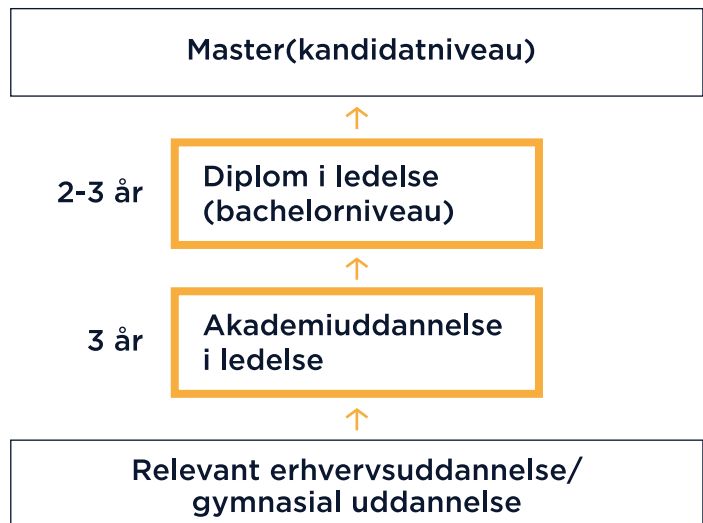 Master(kandidatniveau)
2-3 år
Diplom i ledelse
(bachelorniveau)
3 år
Akademiuddannelse
i ledelse
Relevant erhvervsuddannelse/
gymnasial uddannelse